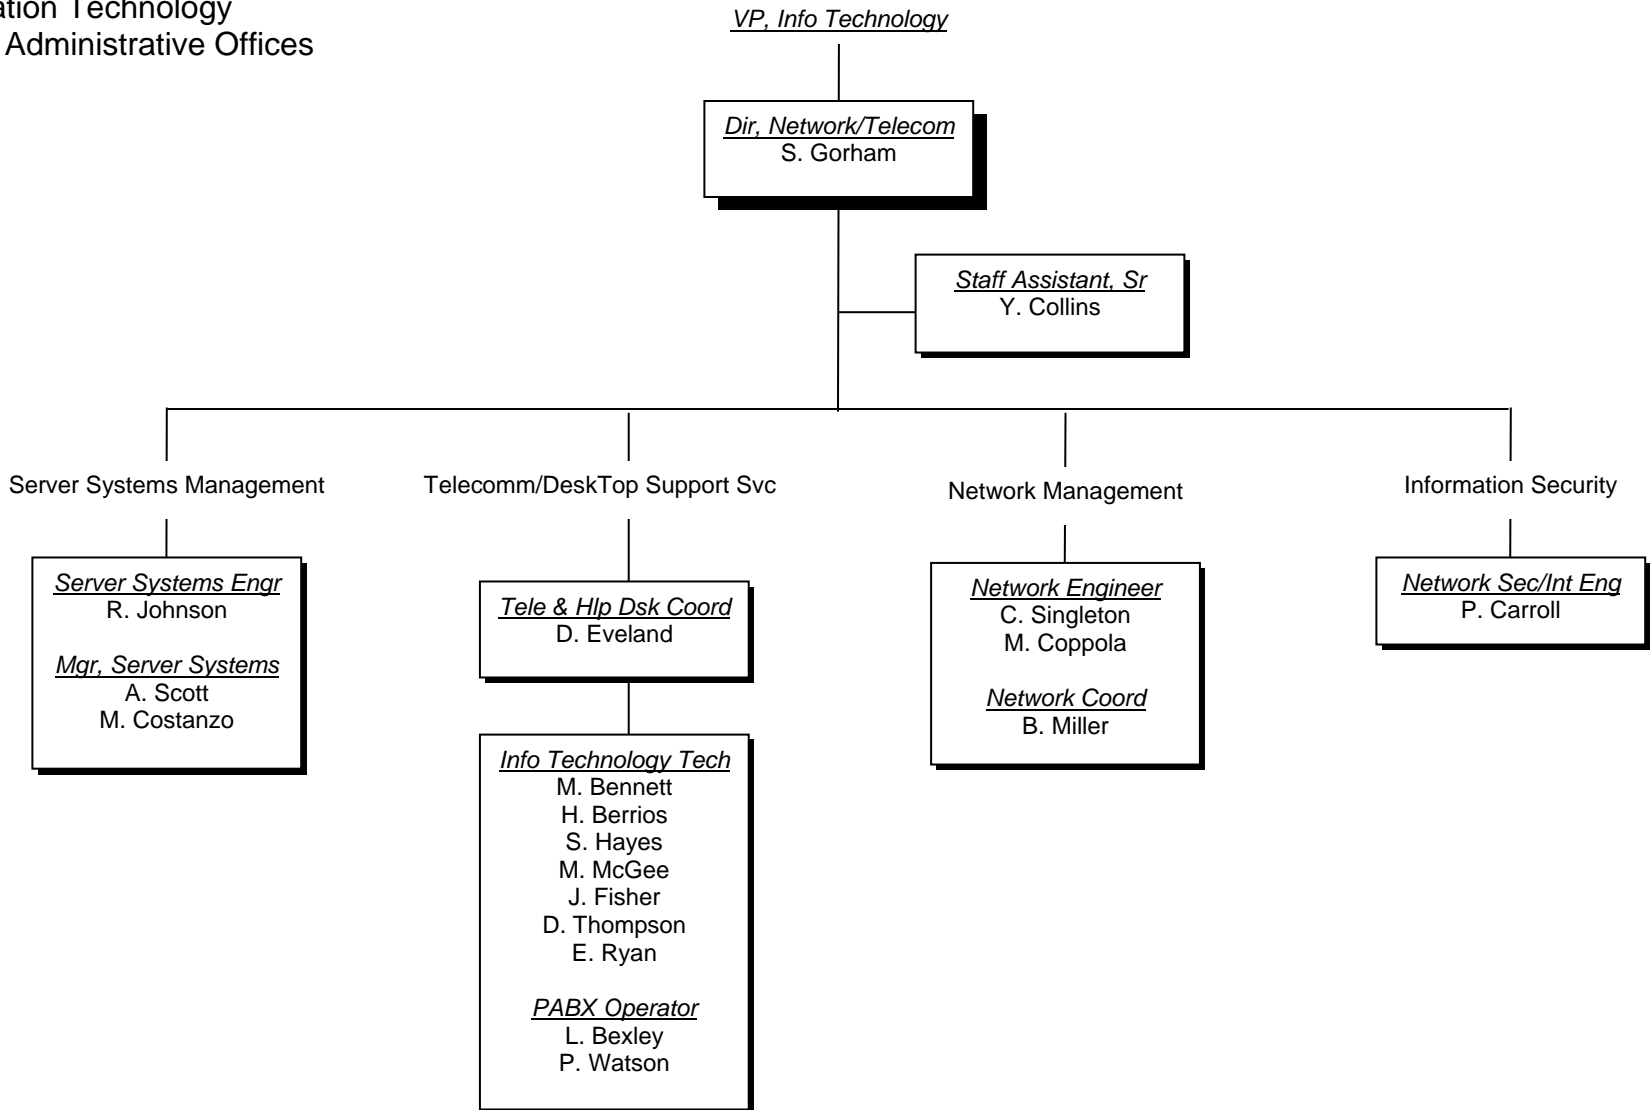 Technology
Administrative Offices
VP, Info Technology
Dir, Network/Telecom
S. Gorham
Staff Assistant, Sr
Y. Collins
Server Systems Management
Server Systems Engr
R. Johnson
Mgr, Server Systems
A. Scott
M. Costanzo
Telecomm/DeskTop Support Svc
Tele & Hlp Dsk Coord
D. Eveland
Info Technology Tech
M. Bennett
H. Berrios
S. Hayes
M. McGee
J. Fisher
D. Thompson
E. Ryan
PABX Operator
L. Bexley
P. Watson
Network Management
Network Engineer
C. Singleton
M. Coppola
Network Coord
B. Miller
Information Security
Network Sec/Int Eng
P. Carroll